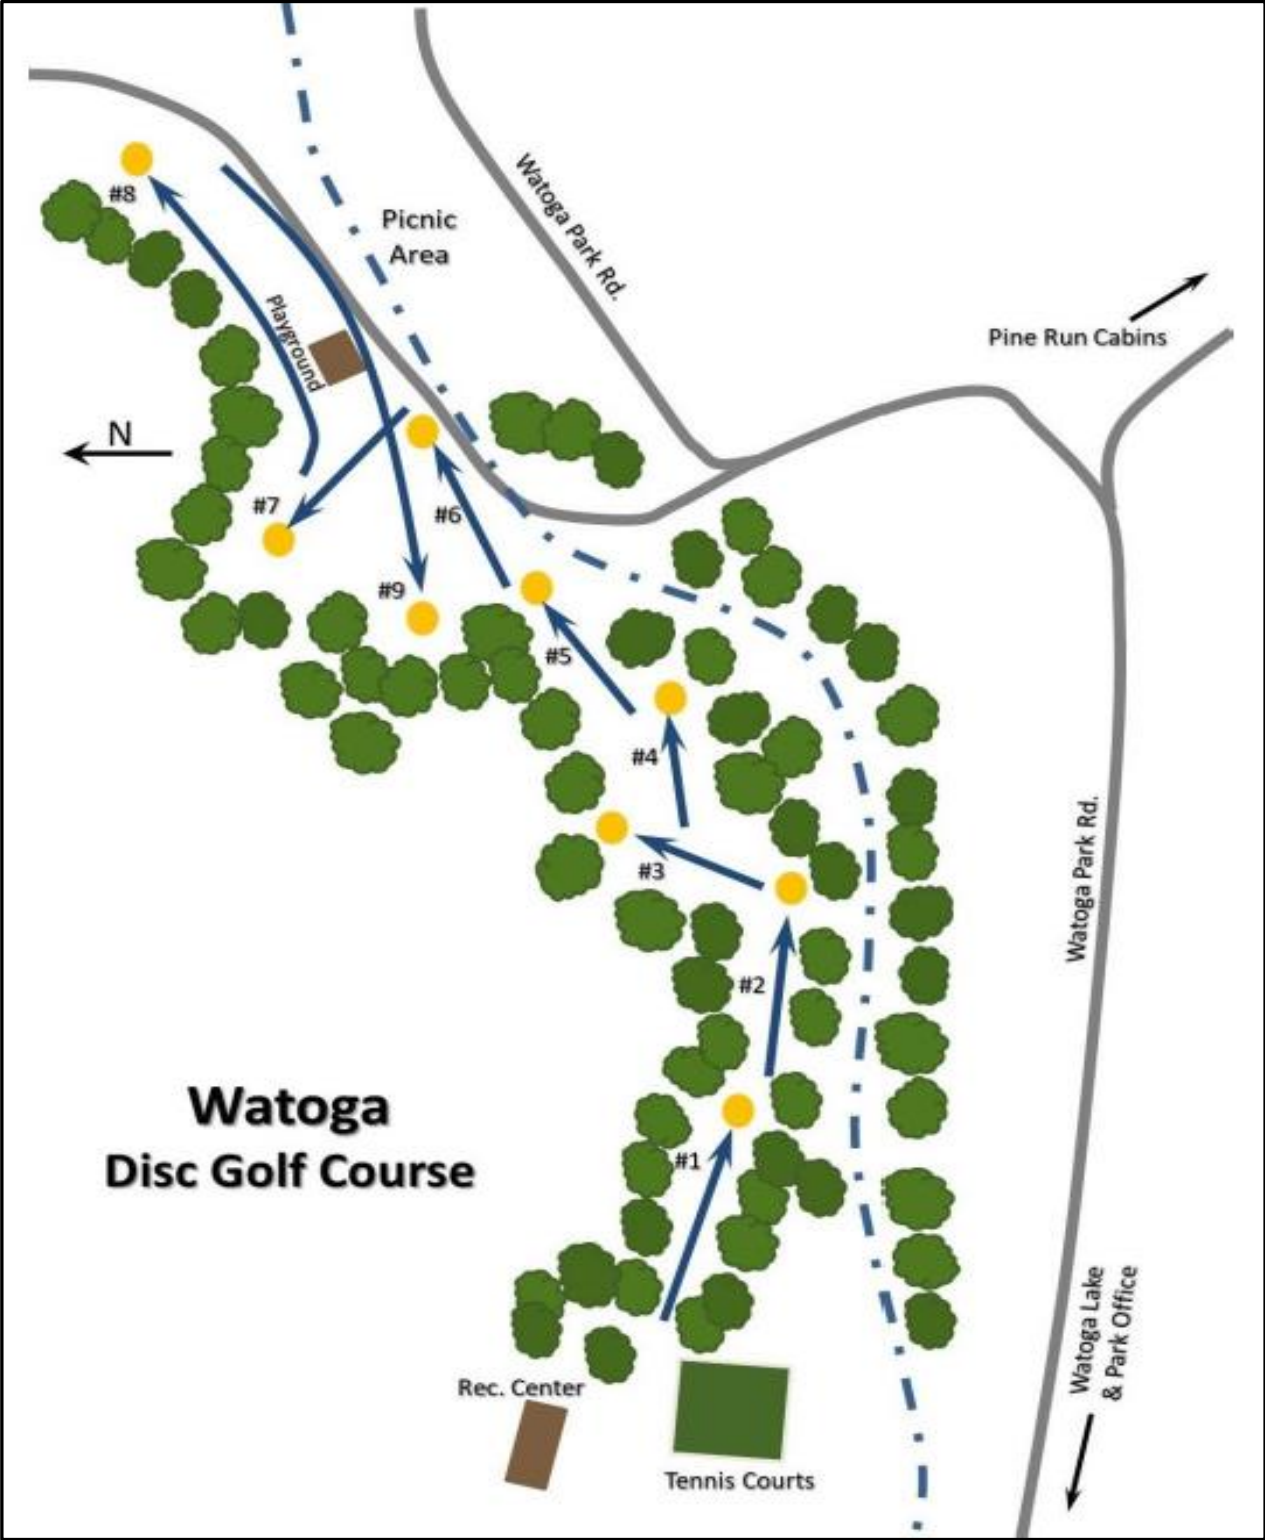 Watoga Park Rd.
Picnic
Area
#8
Playground
Pine Run Cabins
N
#7
#6
#9
#5
#4
#3
#2
Watoga Park Rd.
Watoga
Disc Golf Course
#1
Watoga Lake
& Park Office
Rec. Center
Tennis Courts